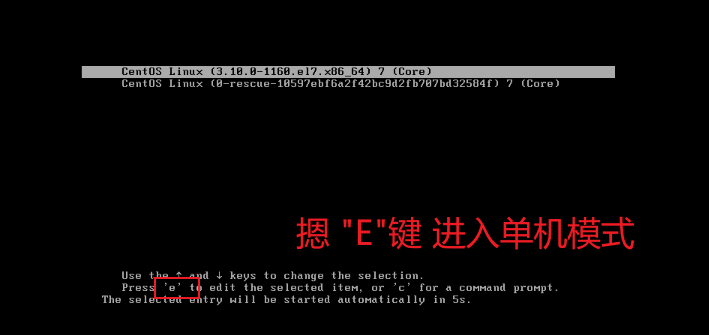 CentOS Linux (3.10.0-1160.el7.x86_64) 7 (Core)
CentOS Linux (0-rescue-10597ebf6a2f42bc9d2fb707bd32584f) 7 (Core)
摁 "E"键 进入单机模式
Use the ↑ and ↓ keys to change the selection.
Press 'e' to edit the selected item, or 'c' for a command prompt.
The selected entry will be started automatically in 5s.